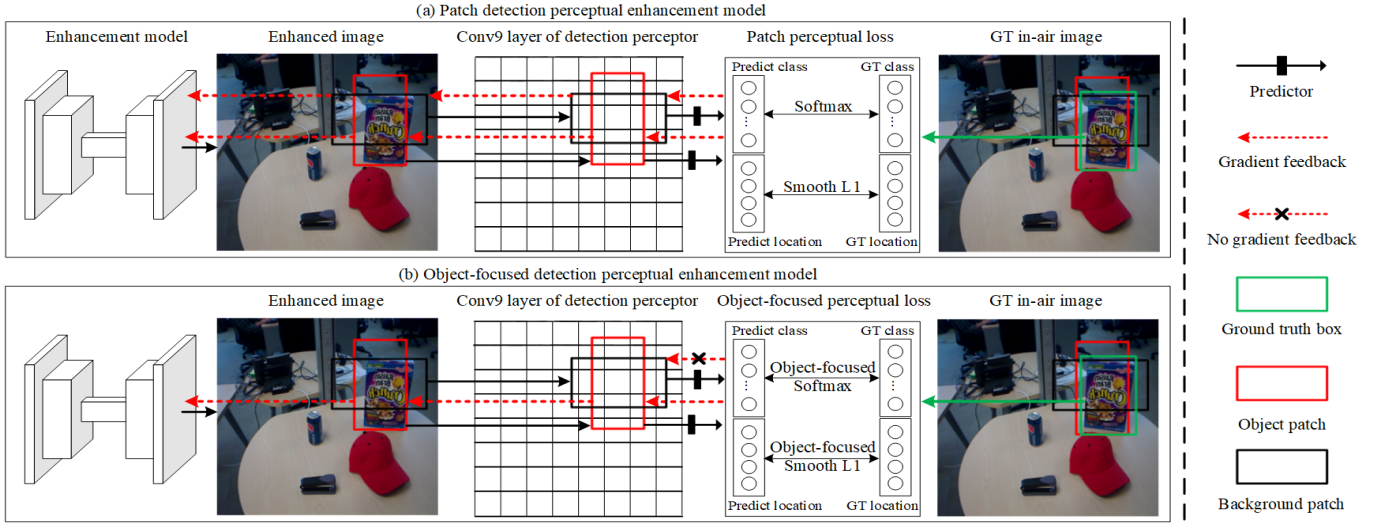 (a) Patch detection perceptual enhancement model
Enhancement model
Enhanced image
Conv9 layer of detection perceptor
Patch perceptual loss
GT in-air image
Predict class
GT class
Softmax
Smooth L1
Predict location
GT location
(b) Object-focused detection perceptual enhancement model
Enhanced image
Conv9 layer of detection perceptor
Object-focused perceptual loss
GT in-air image
Predict class
GT class
Object-focused
Softmax
Object-focused
Smooth L1
Predict location
GT location
Predictor
Gradient feedback
No gradient feedback
Ground truth box
Object patch
Background patch